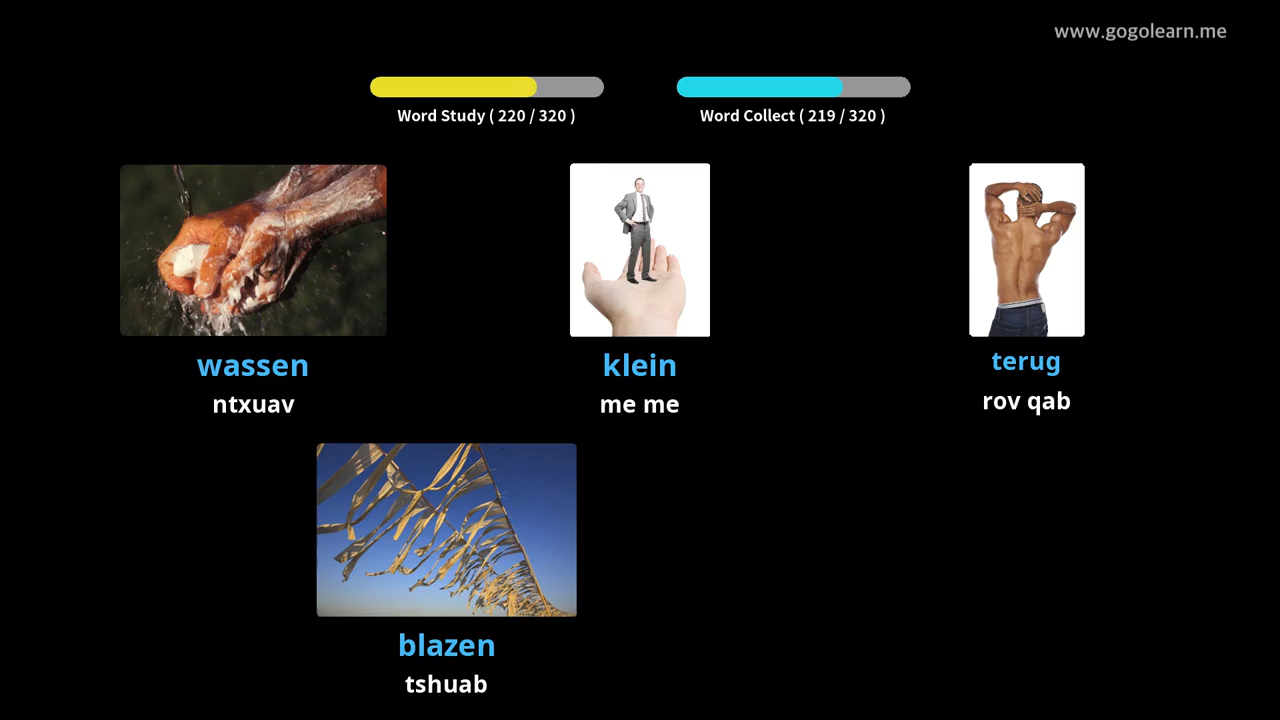 www.gogolearn.me
Word Study ( 220 / 320 )
Word Collect ( 219 / 320 )
wassen
ntxuav
klein
me me
terug
rov qab
blazen
tshuab